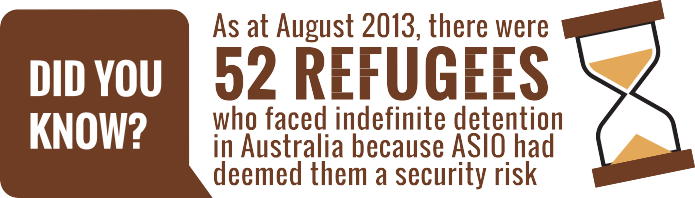 DID YOU
KNOW?
As at August 2013, there were
52 REFUGEES
who faced indefinite detention
in Australia because ASIO had
deemed them a security risk